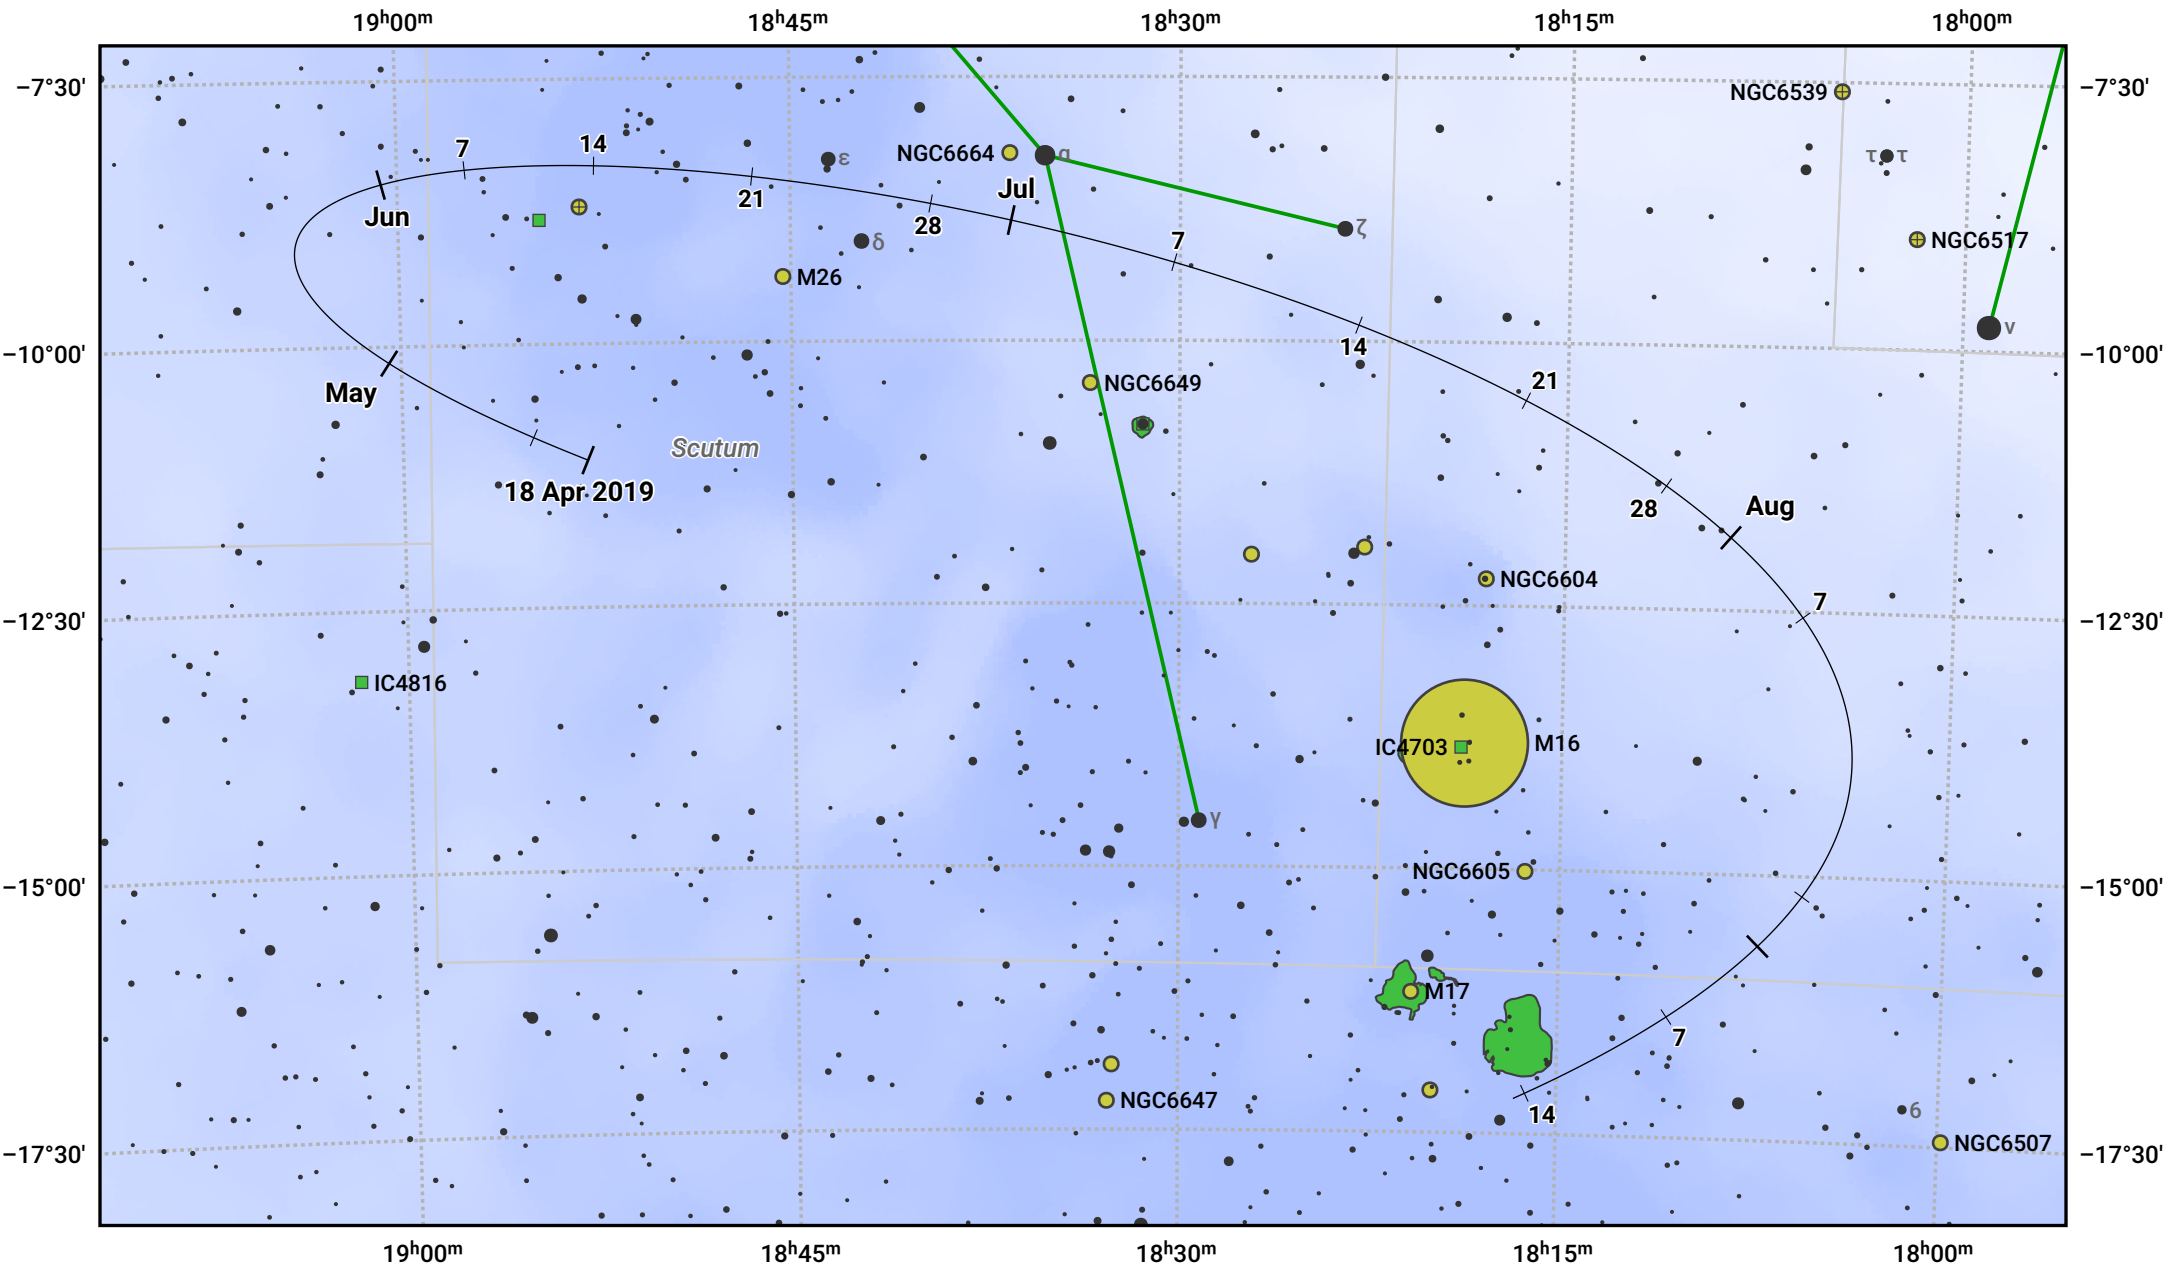 19ʰ00ᵐ 18ʰ45ᵐ 18ʰ30ᵐ 18ʰ15ᵐ 18ʰ00ᵐ
−7°30' −7°30'
NGC6539
7 14
NGC6664 α
ε
τ τ
Jul
21
Jun
28
ζ
7
NGC6517
δ
M26
ν
14
−10°00' −10°00'
May
NGC6649
21
Scutum
18 Apr 2019
28
Aug
NGC6604
7
−12°30' −12°30'
IC4816
IC4703 M16
γ
NGC6605
−15°00' −15°00'
M17
7
NGC6647
14
6
NGC6507
−17°30' −17°30'
19ʰ00ᵐ 18ʰ45ᵐ 18ʰ30ᵐ 18ʰ15ᵐ 18ʰ00ᵐ